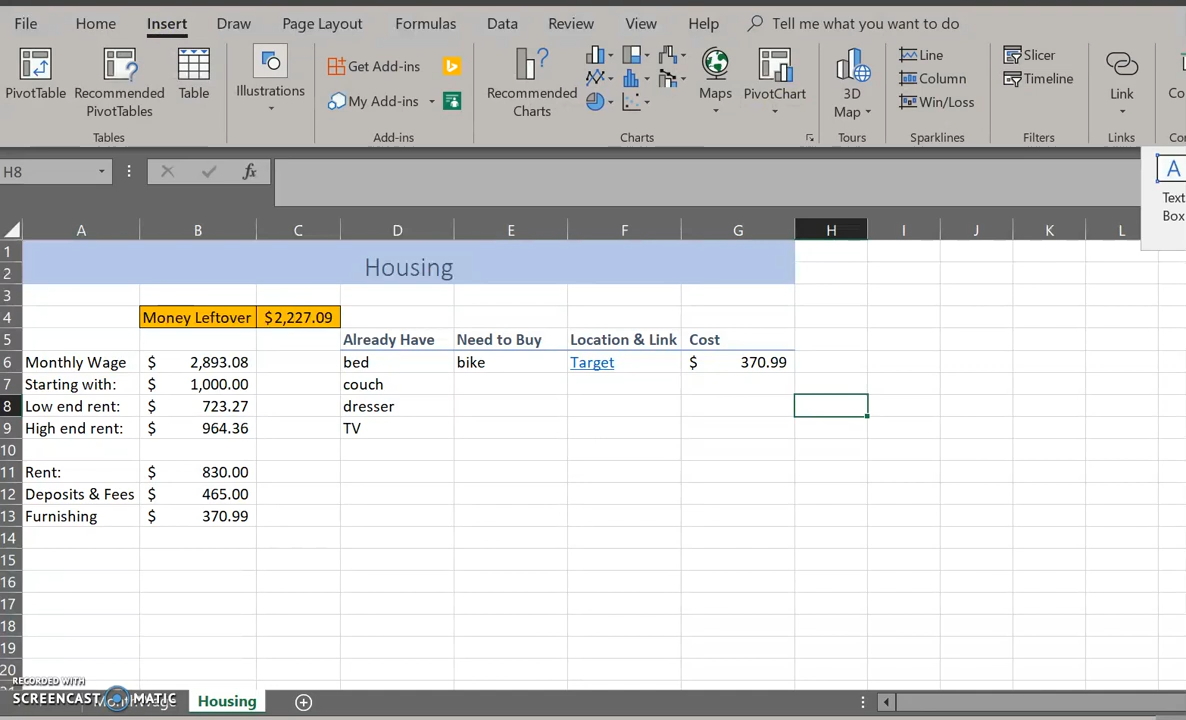 File Home Insert Draw Page Layout Formulas Data Review View Help Tell me what you want to do
PivotTable
Recommended
PivotTables
Table
Tables
Illustrations
Get Add-ins
My Add-ins
Add-ins
Recommended
Charts
Maps
PivotChart
Charts
3D
Map
Tours
Line
Column
Win/Loss
Sparklines
Slicer
Timeline
Filters
Link
Links
H8
fx
A
Text
Box
A B C D E F G H I J K L
1
Housing
2
3
4 Money Leftover $2,227.09
5 Already Have Need to Buy Location & Link Cost
6 Monthly Wage $ 2,893.08 bed bike Target $ 370.99
7 Starting with: $ 1,000.00 couch
8 Low end rent: $ 723.27 dresser
9 High end rent: $ 964.36 TV
10
11 Rent: $ 830.00
12 Deposits & Fees $ 465.00
13 Furnishing $ 370.99
14
15
16
17
18
19
20
RECORDED WITH
SCREENCAST MATIC
Housing